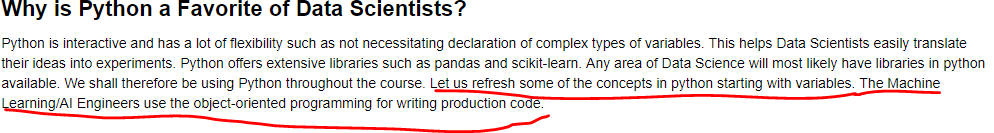 Why is Python a Favorite of Data Scientists?
Python is interactive and has a lot of flexibility such as not necessitating declaration of complex types of variables. This helps Data Scientists easily translate
their ideas into experiments. Python offers extensive libraries such as pandas and scikit-learn. Any area of Data Science will most likely have libraries in python
available. We shall therefore be using Python throughout the course. Let us refresh some of the concepts in python starting with variables. The Machine
Learning/AI Engineers use the object-oriented programming for writing production code.